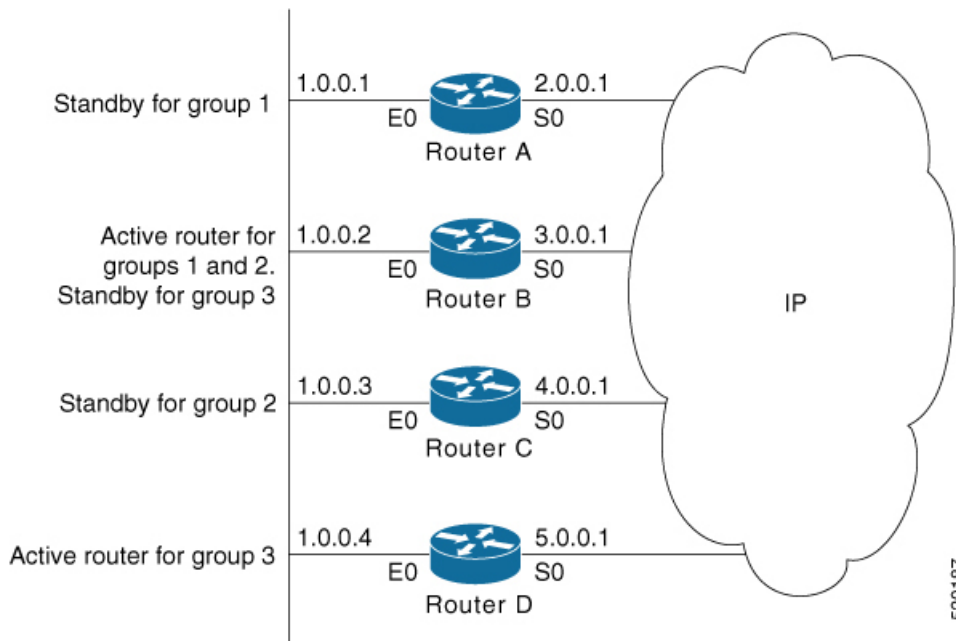 Standby for group 1
1.0.0.1
2.0.0.1
E0
S0
Router A
Active router for
groups 1 and 2.
Standby for group 3
1.0.0.2
3.0.0.1
E0
S0
Router B
IP
Standby for group 2
1.0.0.3
4.0.0.1
E0
S0
Router C
Active router for group 3
1.0.0.4
5.0.0.1
E0
S0
Router D